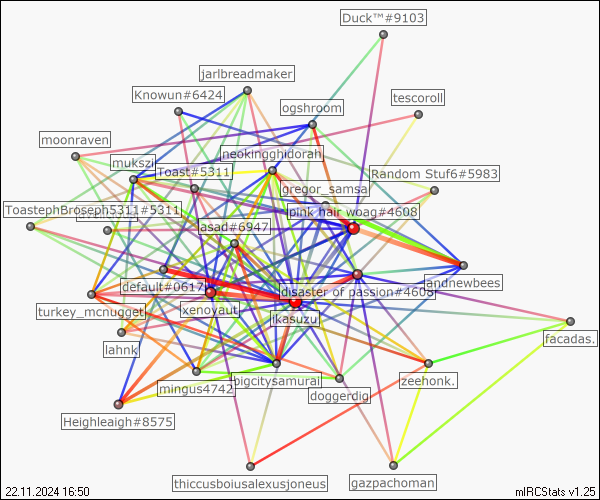 Duck™#9103
jarlbreadmaker
Knowun#6424
tescoroll
ogshroom
moonraven
neokingghidorah
mukszi
Toast#5311
Random Stuf6#5983
gregor_samsa
ToastephBroseph5311#5311
pink hair woag#4608
asad#6947
default#0617
disaster of passion#4608
andnewbees
turkey_mcnugget
xenoyaut
ikasuzu
facadas.
lahnk
bigcitysamurai
zeehonk.
mingus4742
doggerdig
Heighleaigh#8575
thiccusboiusalexusjoneus
gazpachoman
22.11.2024 16:50
mIRCStats v1.25